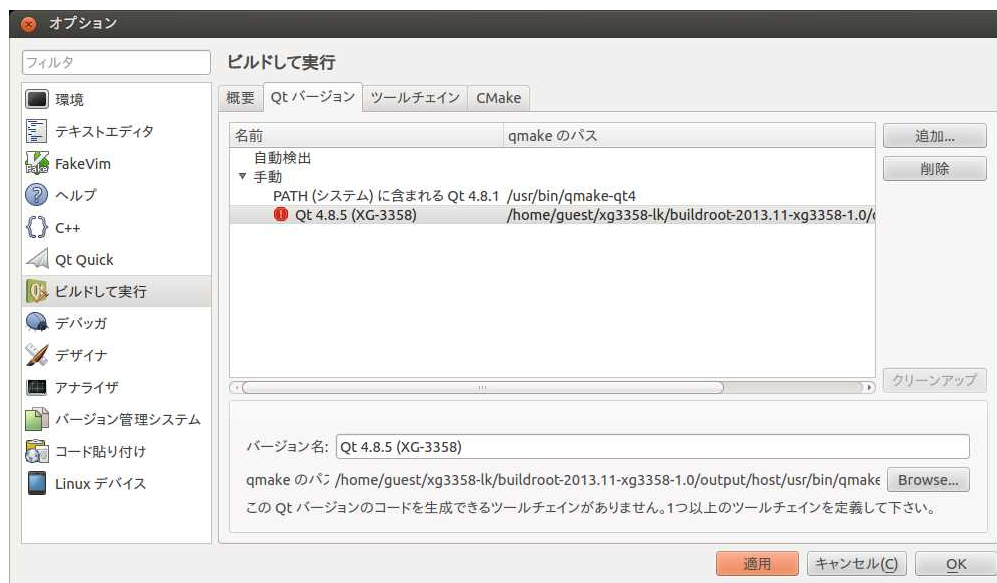 オプション
フィルタ
環境
テキストエディタ
FakeVim
ヘルプ
C++
Qt Quick
ビルドして実行
デバッガ
デザイナ
アナライザ
バージョン管理システム
コード貼り付け
Linux デバイス
ビルドして実行
概要 Qt バージョン ツールチェイン CMake
名前 qmake のパス
自動検出
手動
PATH (システム) に含まれる Qt 4.8.1 /usr/bin/qmake-qt4
Qt 4.8.5 (XG-3358) /home/guest/xg3358-lk/buildroot-2013.11-xg3358-1.0/
追加...
削除
クリーンアップ
バージョン名: Qt 4.8.5 (XG-3358)
qmake のパス /home/guest/xg3358-lk/buildroot-2013.11-xg3358-1.0/output/host/usr/bin/qmake Browse...
この Qt バージョンのコードを生成できるツールチェインがありません。1つ以上のツールチェインを定義して下さい。
適用 キャンセル(C) OK